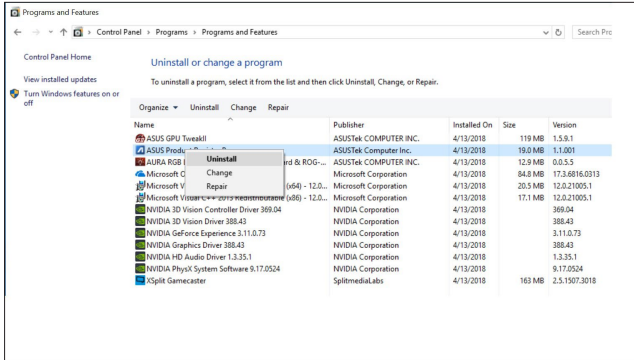 Programs and Features
Control Panel > Programs > Programs and Features
Search Pro
Control Panel Home
View installed updates
Turn Windows features on or
off
Uninstall or change a program
To uninstall a program, select it from the list and then click Uninstall, Change, or Repair.
Organize Uninstall Change Repair
Name Publisher Installed On Size Version
ASUS GPU TweakII ASUSTek COMPUTER INC. 4/13/2018 119 MB 1.5.9.1
ASUS Product ASUSTek Computer Inc. 4/13/2018 19.0 MB 1.1.001
AURA RGB rd & ROG-... ASUSTek COMPUTER INC. 4/13/2018 12.9 MB 0.0.5.5
Microsoft O Microsoft Corporation 4/13/2018 84.8 MB 17.3.6816.0313
Microsoft V (x64) - 12.0... Microsoft Corporation 4/13/2018 20.5 MB 12.0.21005.1
Microsoft Visual C++ 2013 Redistributable (x86) - 12.0... Microsoft Corporation 4/13/2018 17.1 MB 12.0.21005.1
Uninstall
Change
Repair
NVIDIA 3D Vision Controller Driver 369.04 NVIDIA Corporation 4/13/2018 369.04
NVIDIA 3D Vision Driver 388.43 NVIDIA Corporation 4/13/2018 388.43
NVIDIA GeForce Experience 3.11.0.73 NVIDIA Corporation 4/13/2018 3.11.0.73
NVIDIA Graphics Driver 388.43 NVIDIA Corporation 4/13/2018 388.43
NVIDIA HD Audio Driver 1.3.35.1 NVIDIA Corporation 4/13/2018 1.3.35.1
NVIDIA PhysX System Software 9.17.0524 NVIDIA Corporation 4/13/2018 9.17.0524
XSplit Gamecaster SplitmediaLabs 4/13/2018 163 MB 2.5.1507.3018